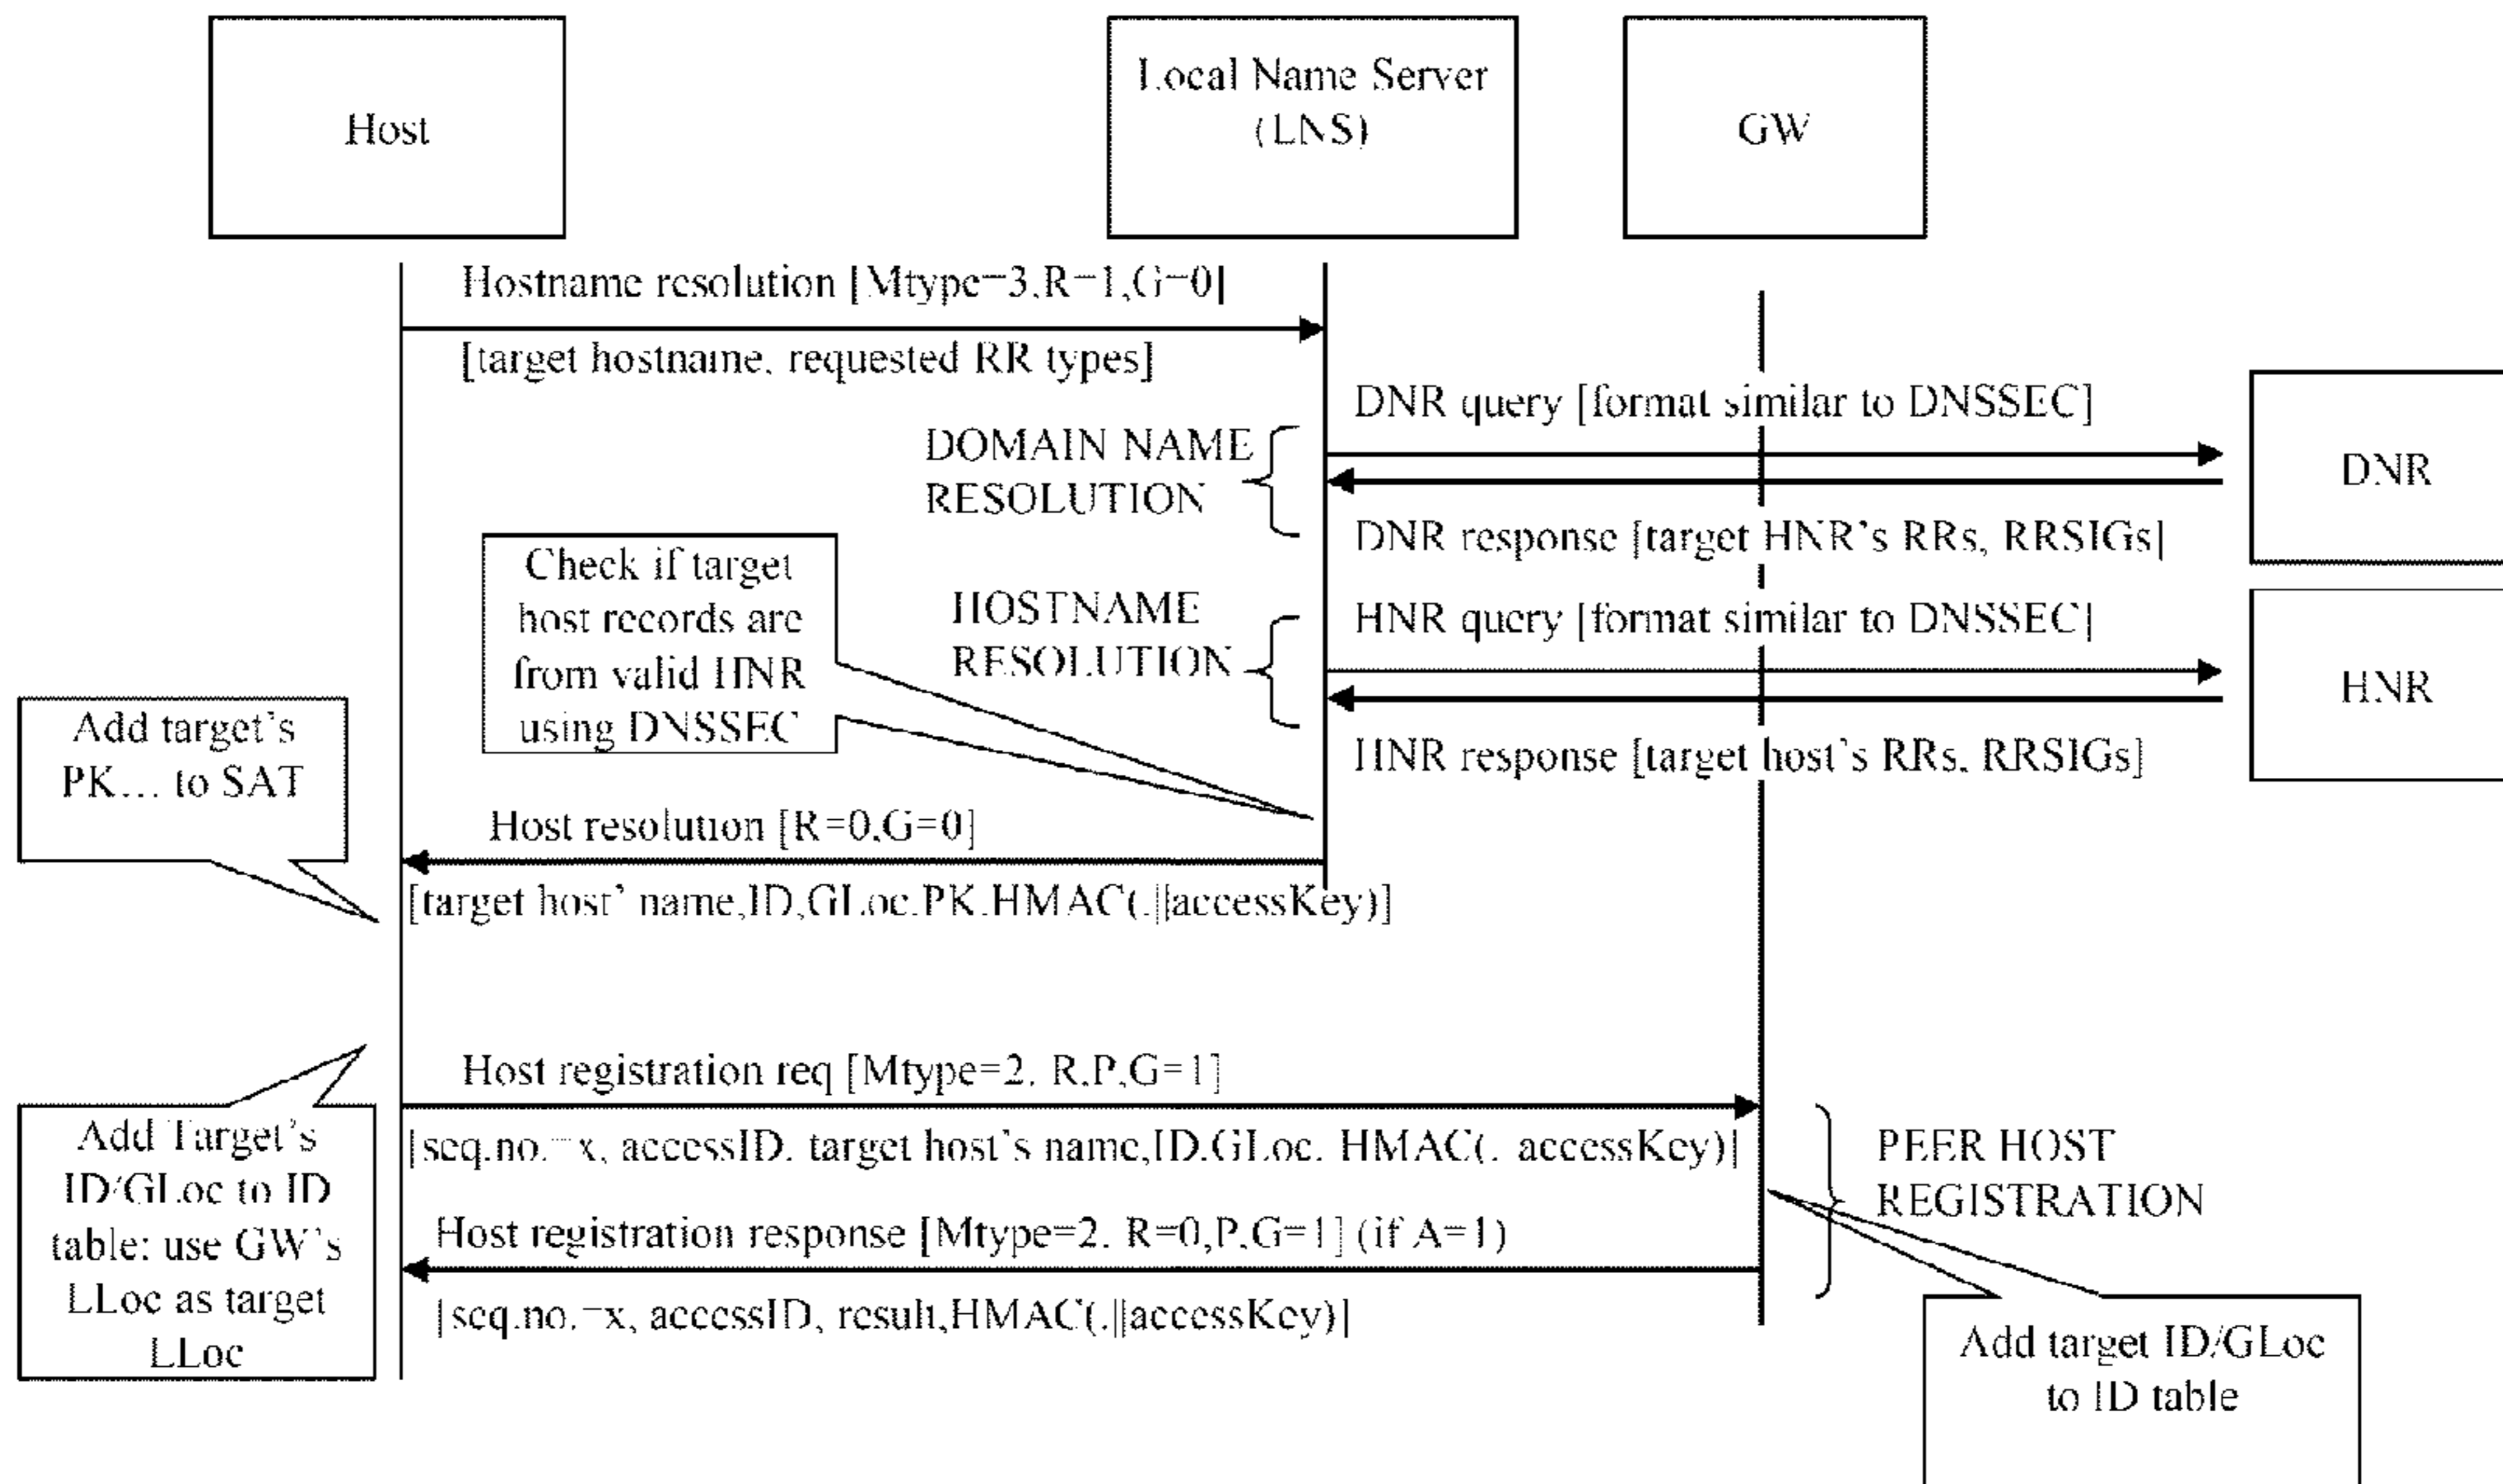 Host
Local Name Server
(LNS)
GW
Hostname resolution [Mtype=3,R=1,G=0]
[target hostname, requested RR types]
DNR query [format similar to DNSSEC]
DOMAIN NAME
RESOLUTION
DNR
DNR response [target HNR's RRs, RRSIGs]
Check if target
host records are
from valid HNR
using DNSSEC
HOSTNAME
RESOLUTION
HNR query [format similar to DNSSEC]
HNR
HNR response [target host's RRs, RRSIGs]
Add target's
PK... to SAT
Host resolution [R=0,G=0]
[target host' name,ID,GLoc,PK,HMAC(.||accessKey)]
Host registration req [Mtype=2, R,P,G=1]
[seq.no.=x, accessID, target host's name,ID,GLoc, HMAC(. accessKey)]
Add Target's
ID/GLoc to ID
table: use GW's
LLoc as target
LLoc
PEER HOST
REGISTRATION
Host registration response [Mtype=2, R=0,P,G=1] (if A=1)
[seq.no.=x, accessID, result,HMAC(.||accessKey)]
Add target ID/GLoc
to ID table